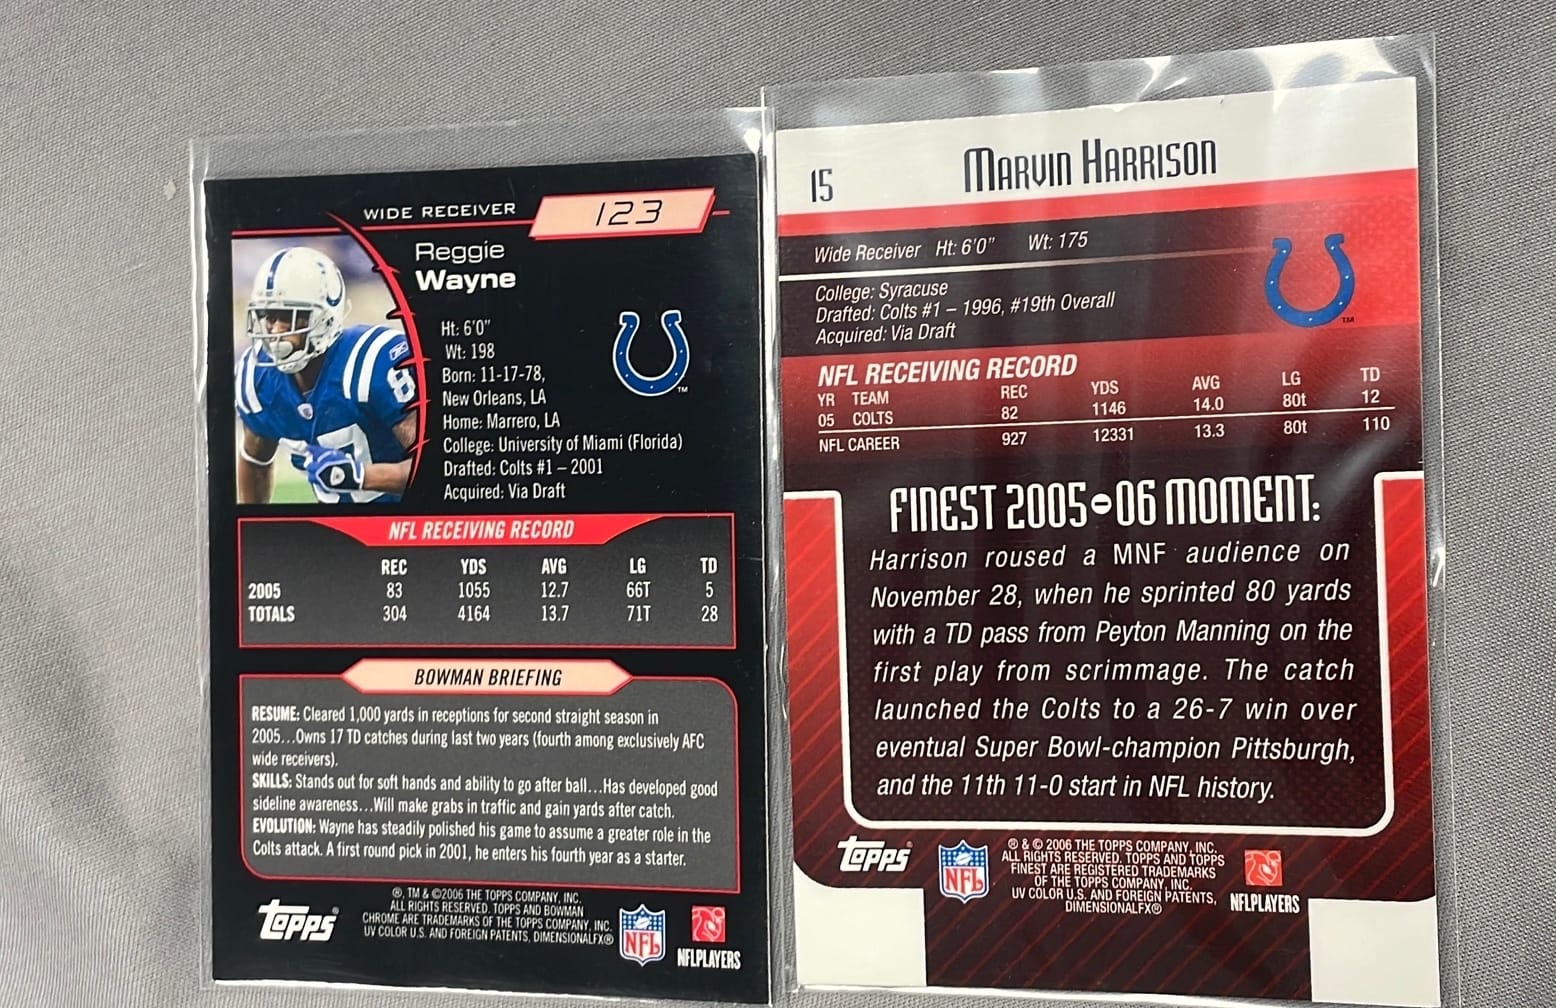 WIDE RECEIVER 123
Reggie
Wayne
Ht: 6'0"
Wt: 198
Born: 11-17-78,
New Orleans, LA
Home: Marrero, LA
College: University of Miami (Florida)
Drafted: Colts #1 – 2001
Acquired: Via Draft
8
TM
NFL RECEIVING RECORD
REC YDS AVG LG TD
2005 83 1055 12.7 66T 5
TOTALS 304 4164 13.7 71T 28
BOWMAN BRIEFING
RESUME: Cleared 1,000 yards in receptions for second straight season in
2005...Owns 17 TD catches during last two years (fourth among exclusively AFC
wide receivers).
SKILLS: Stands out for soft hands and ability to go after ball...Has developed good
sideline awareness...Will make grabs in traffic and gain yards after catch.
EVOLUTION: Wayne has steadily polished his game to assume a greater role in the
Colts attack. A first round pick in 2001, he enters his fourth year as a starter.
TOPPS®
®, TM & ©2006 THE TOPPS COMPANY, INC.
ALL RIGHTS RESERVED. TOPPS AND BOWMAN
CHROME ARE TRADEMARKS OF THE TOPPS COMPANY, INC.
UV COLOR U.S. AND FOREIGN PATENTS, DIMENSIONALFX®
NFL
NFLPLAYERS
15 MARVIN HARRISON
Wide Receiver Ht: 6'0" Wt: 175
College: Syracuse
Drafted: Colts #1 – 1996, #19th Overall
Acquired: Via Draft
TM
NFL RECEIVING RECORD
YR TEAM REC YDS AVG LG TD
05 COLTS 82 1146 14.0 80t 12
NFL CAREER 927 12331 13.3 80t 110
FINEST 2005-06 MOMENT:
Harrison roused a MNF audience on
November 28, when he sprinted 80 yards
with a TD pass from Peyton Manning on the
first play from scrimmage. The catch
launched the Colts to a 26-7 win over
eventual Super Bowl-champion Pittsburgh,
and the 11th 11-0 start in NFL history.
TOPPS®
NFL
® & © 2006 THE TOPPS COMPANY, INC.
ALL RIGHTS RESERVED. TOPPS AND TOPPS
FINEST ARE REGISTERED TRADEMARKS
OF THE TOPPS COMPANY, INC.
UV COLOR U.S. AND FOREIGN PATENTS,
DIMENSIONALFX®
NFLPLAYERS